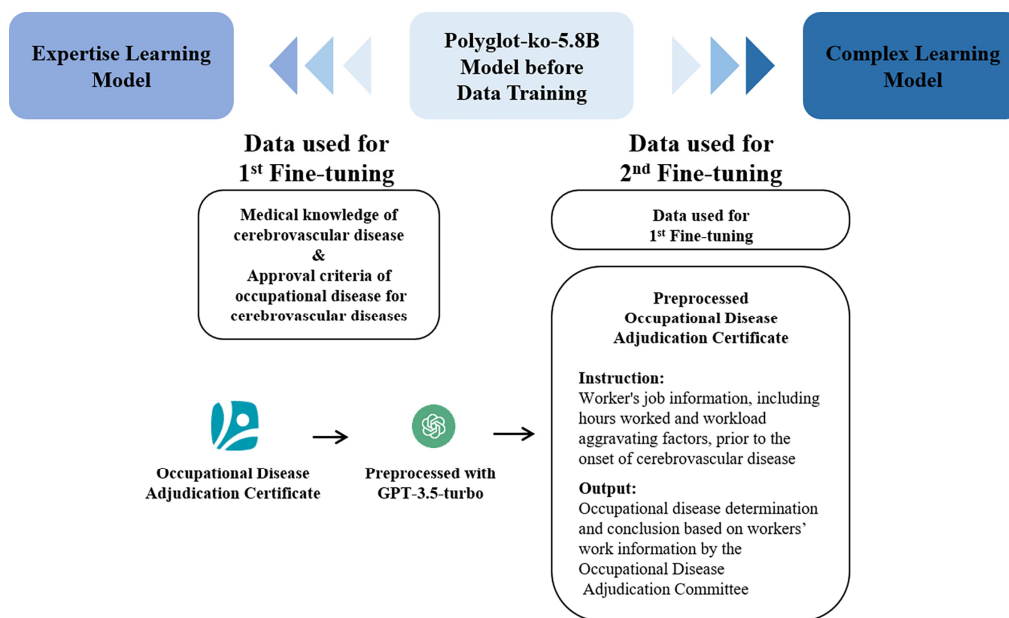 Expertise Learning
Model
Polyglot-ko-5.8B
Model before
Data Training
Complex Learning
Model
Data used for
1st Fine-tuning
Medical knowledge of
cerebrovascular disease
&
Approval criteria of
occupational disease for
cerebrovascular diseases
Data used for
2nd Fine-tuning
Data used for
1st Fine-tuning
Preprocessed
Occupational Disease
Adjudication Certificate
Instruction:
Worker's job information, including
hours worked and workload
aggravating factors, prior to the
onset of cerebrovascular disease
Output:
Occupational disease determination
and conclusion based on workers’
work information by the
Occupational Disease
Adjudication Committee
Occupational Disease
Adjudication Certificate
Preprocessed with
GPT-3.5-turbo